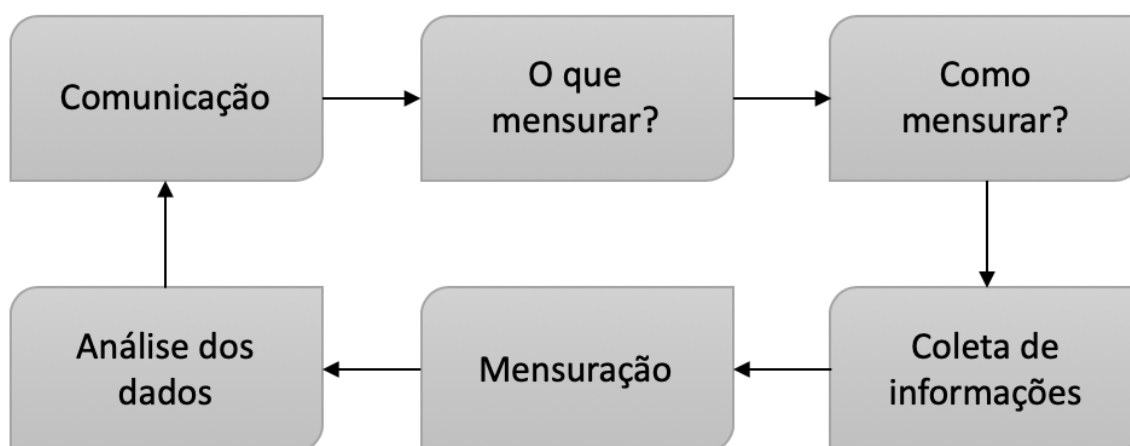 Comunicação
O que
mensurar?
Como
mensurar?
Análise dos
dados
Mensuração
Coleta de
informações